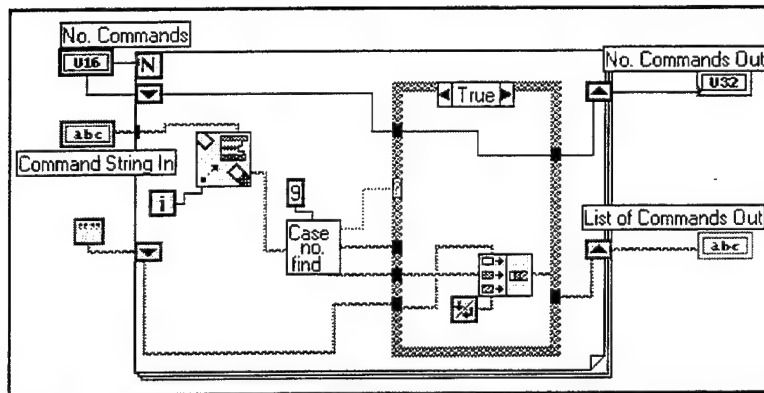 No. Commands
U16
N
No. Commands Out
U32
True
abc
Command String In
i
9
?
Case
no.
find
List of Commands Out
abc